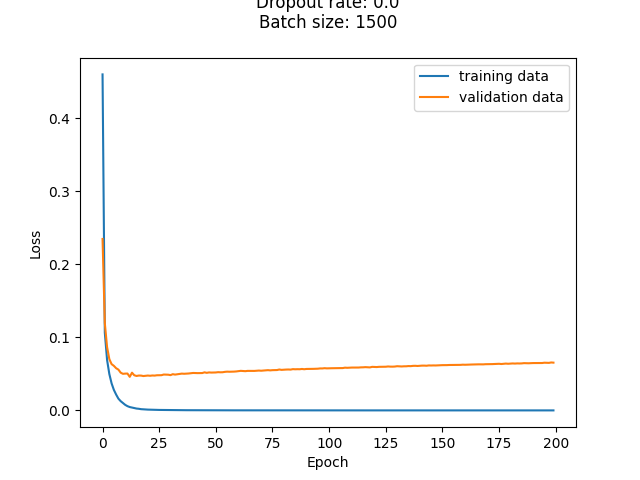 Dropout rate: 0.0
Batch size: 1500
training data
validation data
Loss
0.4
0.3
0.2
0.1
0.0
0 25 50 75 100 125 150 175 200
Epoch